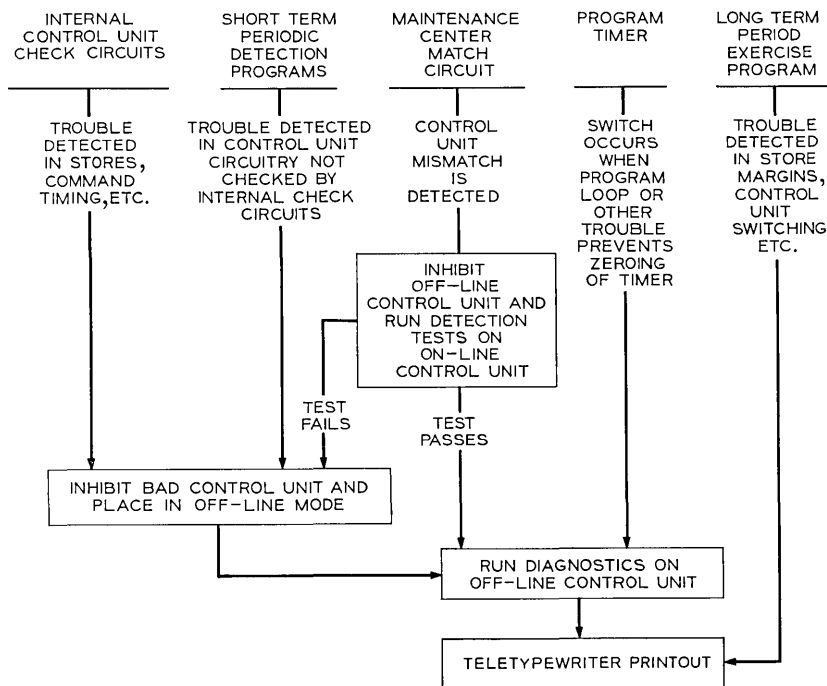 INTERNAL
CONTROL UNIT
CHECK CIRCUITS
SHORT TERM
PERIODIC
DETECTION
PROGRAMS
MAINTENANCE
CENTER
MATCH
CIRCUIT
PROGRAM
TIMER
LONG TERM
PERIOD
EXERCISE
PROGRAM
TROUBLE
DETECTED
IN STORES,
COMMAND
TIMING, ETC.
TROUBLE DETECTED
IN CONTROL UNIT
CIRCUITRY NOT
CHECKED BY
INTERNAL CHECK
CIRCUITS
CONTROL
UNIT
MISMATCH
IS
DETECTED
SWITCH
OCCURS
WHEN
PROGRAM
LOOP OR
OTHER
TROUBLE
PREVENTS
ZEROING
OF TIMER
TROUBLE
DETECTED
IN STORE
MARGINS,
CONTROL
UNIT
SWITCHING
ETC.
INHIBIT
OFF-LINE
CONTROL UNIT AND
RUN DETECTION
TESTS ON
ON-LINE
CONTROL UNIT
TEST
FAILS
TEST
PASSES
INHIBIT BAD CONTROL UNIT AND
PLACE IN OFF-LINE MODE
RUN DIAGNOSTICS ON
OFF-LINE CONTROL UNIT
TELETYPEWRITER PRINTOUT